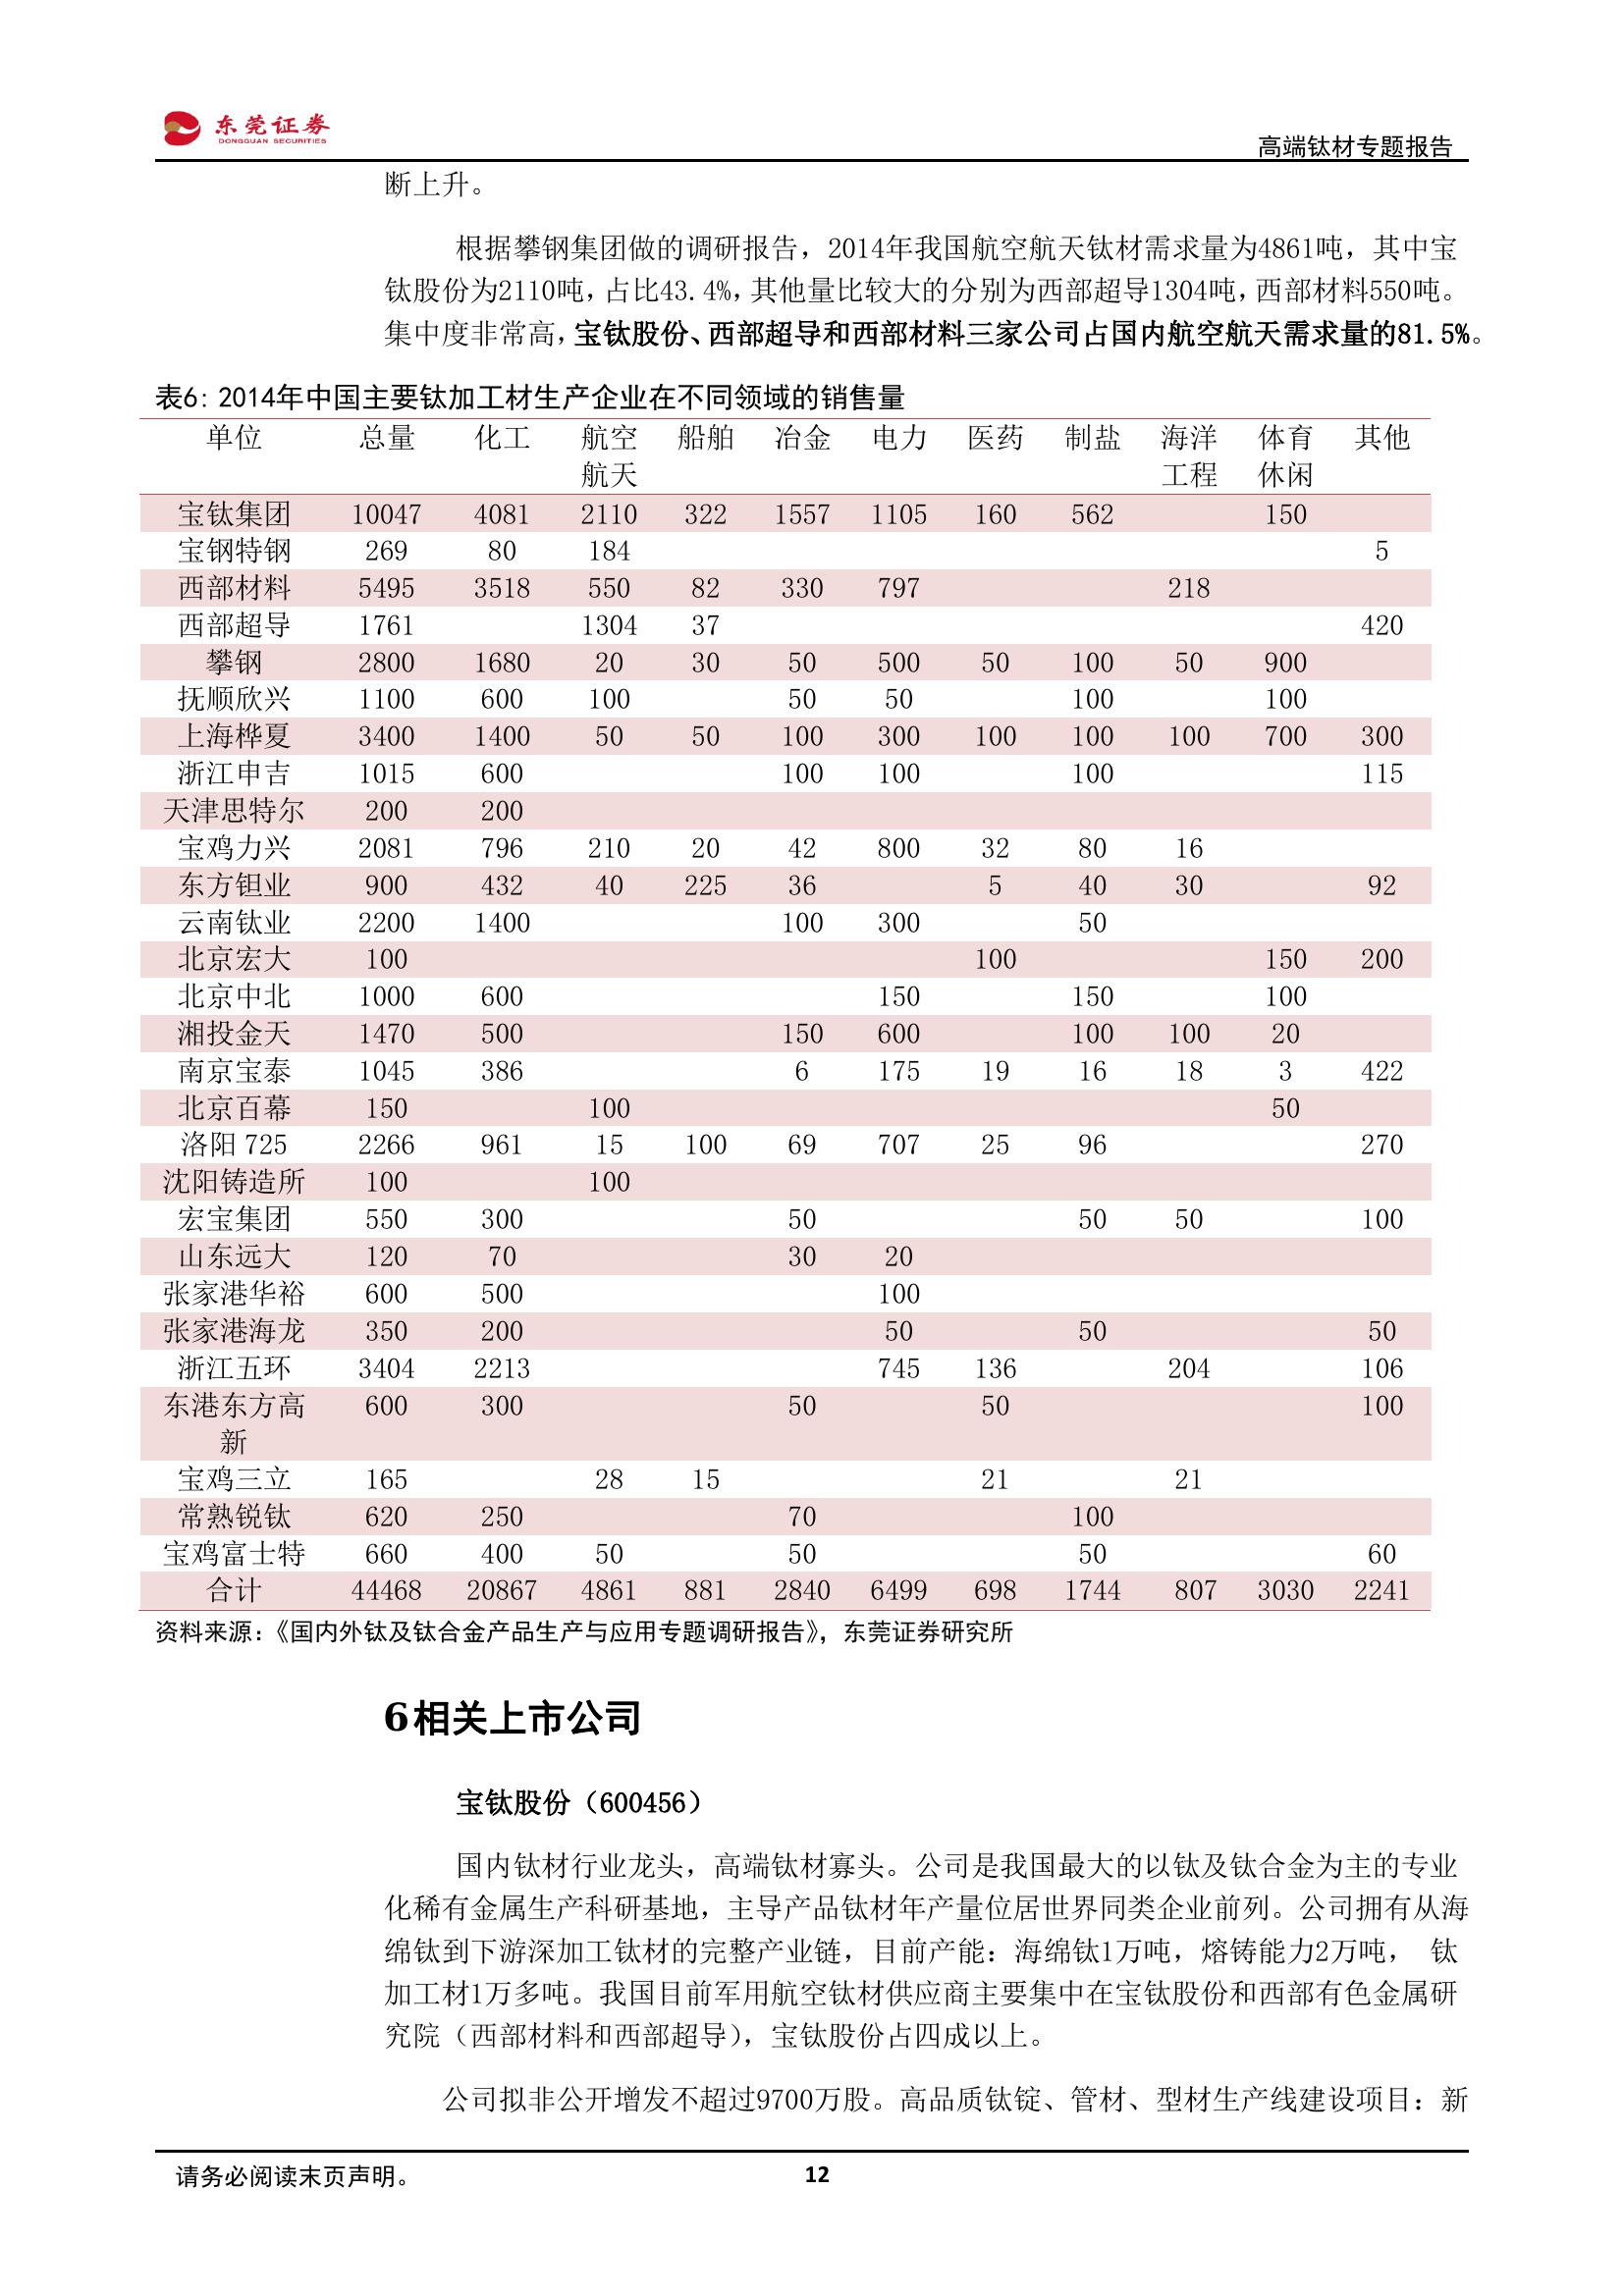 东莞证券
DONGGUAN SECURITIES
高端钛材专题报告
断上升。
根据攀钢集团做的调研报告，2014年我国航空航天钛材需求量为4861吨，其中宝
钛股份为2110吨，占比43.4%，其他量比较大的分别为西部超导1304吨，西部材料550吨。
集中度非常高，宝钛股份、西部超导和西部材料三家公司占国内航空航天需求量的81.5%。
表6：2014年中国主要钛加工材生产企业在不同领域的销售量
单位 总量 化工 航空 船舶 冶金 电力 医药 制盐 海洋 体育 其他
航天 工程 休闲
宝钛集团 10047 4081 2110 322 1557 1105 160 562 150
宝钢特钢 269 80 184 5
西部材料 5495 3518 550 82 330 797 218
西部超导 1761 1304 37 420
攀钢 2800 1680 20 30 50 500 50 100 50 900
抚顺欣兴 1100 600 100 50 50 100 100
上海桦夏 3400 1400 50 50 100 300 100 100 100 700 300
浙江申吉 1015 600 100 100 100 115
天津思特尔 200 200
宝鸡力兴 2081 796 210 20 42 800 32 80 16
东方钽业 900 432 40 225 36 5 40 30 92
云南钛业 2200 1400 100 300 50
北京宏大 100 100 150 200
北京中北 1000 600 150 150 100
湘投金天 1470 500 150 600 100 100 20
南京宝泰 1045 386 6 175 19 16 18 3 422
北京百幕 150 100 50
洛阳 725 2266 961 15 100 69 707 25 96 270
沈阳铸造所 100 100
宏宝集团 550 300 50 50 50 100
山东远大 120 70 30 20
张家港华裕 600 500 100
张家港海龙 350 200 50 50 50
浙江五环 3404 2213 745 136 204 106
东港东方高 600 300 50 50 100
新
宝鸡三立 165 28 15 21 21
常熟锐钛 620 250 70 100
宝鸡富士特 660 400 50 50 50 60
合计 44468 20867 4861 881 2840 6499 698 1744 807 3030 2241
资料来源：《国内外钛及钛合金产品生产与应用专题调研报告》，东莞证券研究所
6相关上市公司
宝钛股份（600456）
国内钛材行业龙头，高端钛材寡头。公司是我国最大的以钛及钛合金为主的专业
化稀有金属生产科研基地，主导产品钛材年产量位居世界同类企业前列。公司拥有从海
绵钛到下游深加工钛材的完整产业链，目前产能：海绵钛1万吨，熔铸能力2万吨， 钛
加工材1万多吨。我国目前军用航空钛材供应商主要集中在宝钛股份和西部有色金属研
究院（西部材料和西部超导），宝钛股份占四成以上。
公司拟非公开增发不超过9700万股。高品质钛锭、管材、型材生产线建设项目：新
请务必阅读末页声明。
12